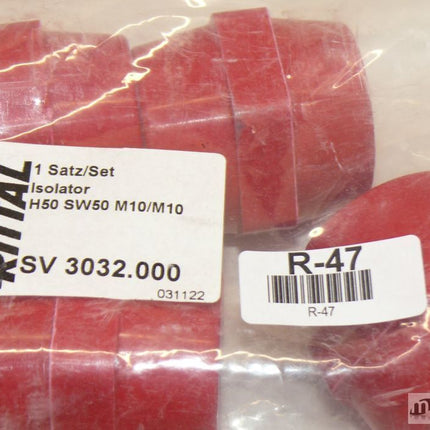 RITTAL
1 Satz/Set
Isolator
H50 SW50 M10/M10
SV 3032.000
031122
R-47
R-47